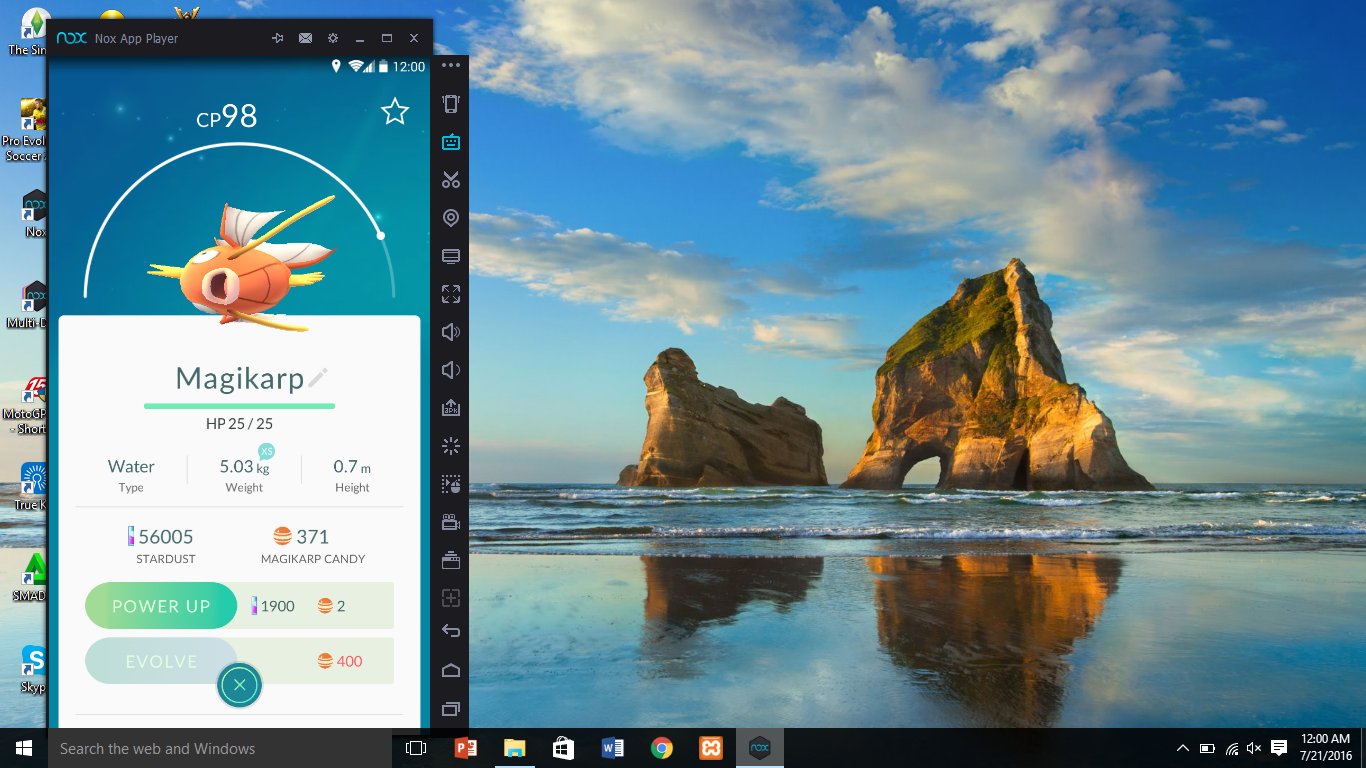 The Sim
nox Nox App Player
12:00
CP98
Pro Evol
Soccer
Nox
Multi-D
MotoGP
- Short
True K
SMAD
Skyp
Magikarp
HP 25 / 25
XS
Water 5.03 kg 0.7 m
Type Weight Height
56005 371
STARDUST MAGIKARP CANDY
POWER UP 1900 2
EVOLVE 400
Search the web and Windows
12:00 AM
7/21/2016